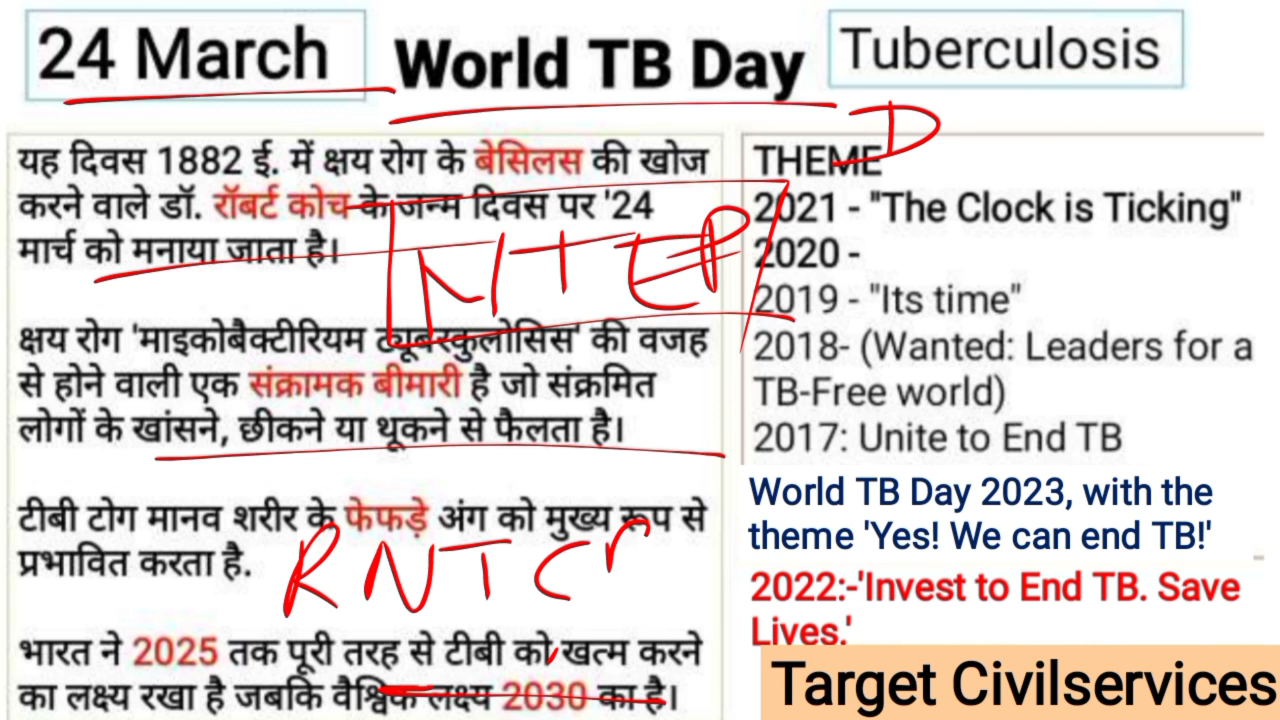 24 March
World TB Day
Tuberculosis
यह दिवस 1882 ई. में क्षय रोग के बेसिलस की खोज
करने वाले डॉ. रॉबर्ट कोच के जन्म दिवस पर '24
मार्च को मनाया जाता है।
NTEP
क्षय रोग 'माइकोबैक्टीरियम ट्यूबरकुलोसिस' की वजह
से होने वाली एक संक्रामक बीमारी है जो संक्रमित
लोगों के खांसने, छीकने या थूकने से फैलता है।
टीबी टोग मानव शरीर के फेफड़े अंग को मुख्य रूप से
प्रभावित करता है.
RNTC
भारत ने 2025 तक पूरी तरह से टीबी को खत्म करने
का लक्ष्य रखा है जबकि वैश्विक लक्ष्य 2030 का है।
D
THEME
2021 - "The Clock is Ticking"
2020 -
2019 - "Its time"
2018- (Wanted: Leaders for a
TB-Free world)
2017: Unite to End TB
World TB Day 2023, with the
theme 'Yes! We can end TB!'
2022:-'Invest to End TB. Save
Lives.'
Target Civilservices